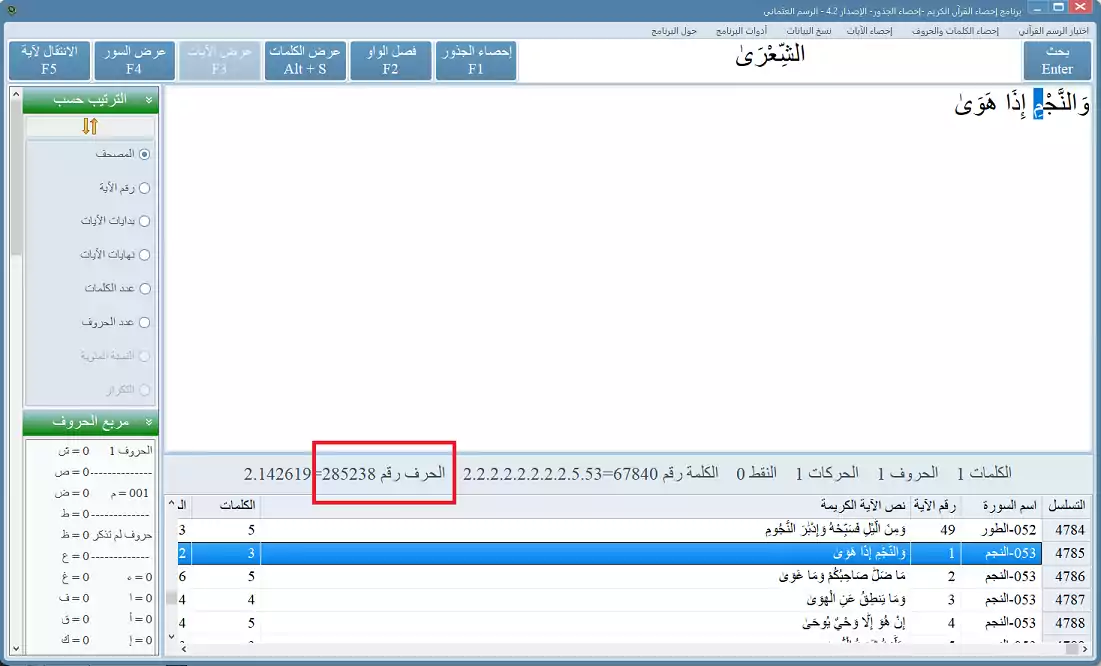 برنامج إحصاء القرآن الكريم -إحصاء الجذور- الإصدار 4.2 - الرسم العثماني
اختيار الرسم القرآني إحصاء الكلمات والحروف إحصاء الآيات نسخ البيانات أدوات البرنامج حول البرنامج
بحث
Enter
الشِّعْرَىٰ
إحصاء الجذور
F1
فصل الواو
F2
عرض الكلمات
Alt + S
عرض الآيات
F3
عرض السور
F4
الانتقال لآية
F5
وَالنَّجْمِ إِذَا هَوَىٰ
الترتيب حسب
المصحف
رقم الآية
بدايات الآيات
نهايات الآيات
عدد الكلمات
عدد الحروف
النسبة المئوية
التكرار
مربع الحروف
الحروف 1 0 = ش
-------------- 0 = ص
001 = م 0 = ض
-------------- 0 = ط
حروف لم تذكر 0 = ظ
-------------- 0 = ع
0 = ء 0 = غ
0 = ا 0 = ف
0 = أ 0 = ق
0 = إ 0 = ك
الكلمات 1 الحروف 1 الحركات 1 النقط 0 الكلمة رقم 67840=2.2.2.2.2.2.2.2.5.53 الحرف رقم 285238=2.142619
التسلسل اسم السورة رقم الآية نص الآية الكريمة الكلمات الـ
4784 052-الطور 49 وَمِنَ الَّيْلِ فَسَبِّحْهُ وَإِدْبَٰرَ النُّجُومِ 5 3
4785 053-النجم 1 وَالنَّجْمِ إِذَا هَوَىٰ 3 2
4786 053-النجم 2 مَا ضَلَّ صَاحِبُكُمْ وَمَا غَوَىٰ 5 6
4787 053-النجم 3 وَمَا يَنطِقُ عَنِ الْهَوَىٰ 4 4
4788 053-النجم 4 إِنْ هُوَ إِلَّا وَحْيٌ يُوحَىٰ 5 4